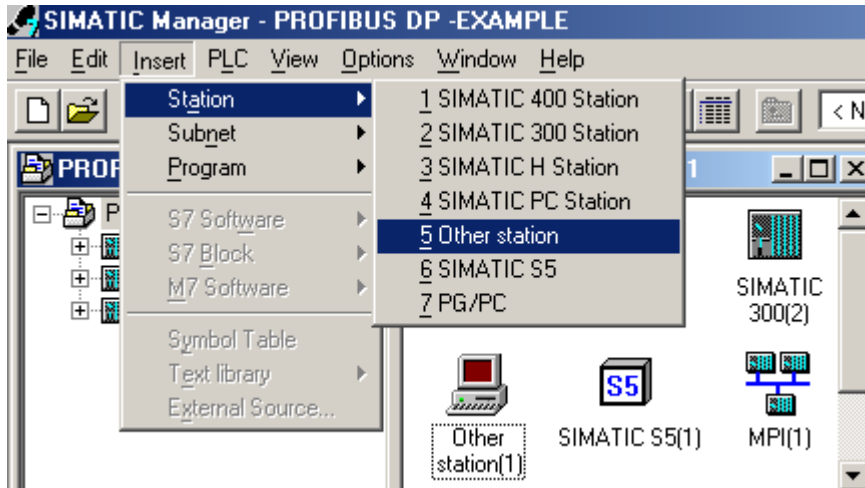 SIMATIC Manager - PROFIBUS DP -EXAMPLE
File Edit Insert PLC View Options Window Help
< N
PROF
1
P
Station
Subnet
Program
S7 Software
S7 Block
M7 Software
Symbol Table
Text library
External Source...
1 SIMATIC 400 Station
2 SIMATIC 300 Station
3 SIMATIC H Station
4 SIMATIC PC Station
5 Other station
6 SIMATIC S5
7 PG/PC
SIMATIC
300(2)
S5
Other
station(1)
SIMATIC S5(1)
MPI(1)